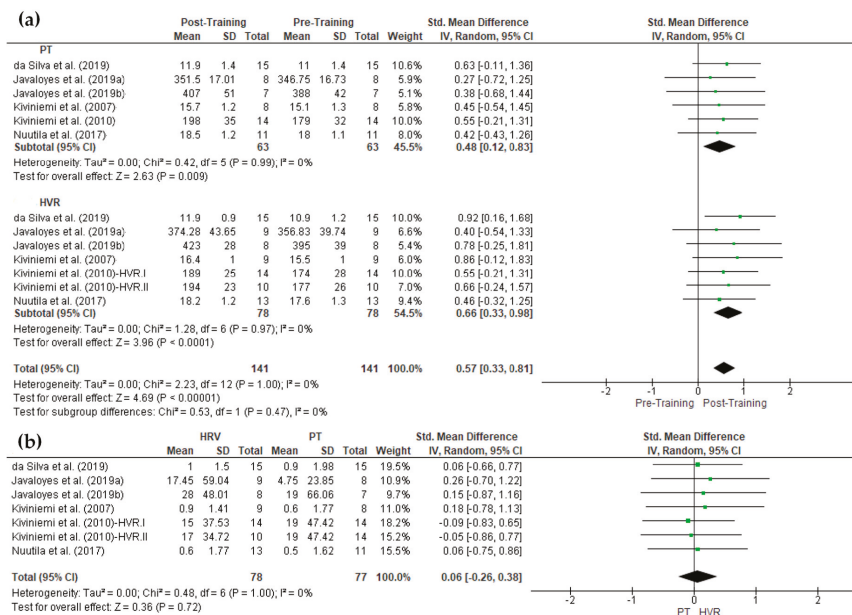 (a)
Post-Training Pre-Training Std. Mean Difference Std. Mean Difference
Mean SD Total Mean SD Total Weight IV, Random, 95% CI IV, Random, 95% CI
PT
da Silva et al. (2019) 11.9 1.4 15 11 1.4 15 10.6% 0.63 [-0.11, 1.36]
Javaloyes et al. (2019a) 351.5 17.01 8 346.75 16.73 8 6.0% 0.27 [-0.72, 1.25]
Javaloyes et al. (2019b) 407 51 7 388 42 7 5.2% 0.38 [-0.68, 1.44]
Kiviniemi et al. (2007) 15.7 1.2 8 15.1 1.3 8 5.9% 0.45 [-0.54, 1.45]
Kiviniemi et al. (2010) 198 35 14 179 32 14 10.0% 0.55 [-0.21, 1.31]
Nuutila et al. (2017) 18.5 1.2 11 18 1.1 11 8.0% 0.42 [-0.43, 1.26]
Subtotal (95% CI) 63 63 45.5% 0.48 [0.12, 0.83]
Heterogeneity: Tau² = 0.00; Chi² = 0.42, df = 5 (P = 0.99); I² = 0%
Test for overall effect: Z = 2.63 (P = 0.009)
HVR
da Silva et al. (2019) 11.9 0.9 15 10.9 1.2 15 10.0% 0.92 [0.16, 1.68]
Javaloyes et al. (2019a) 374.28 43.65 9 356.83 39.74 9 6.6% 0.40 [-0.54, 1.33]
Javaloyes et al. (2019b) 423 28 8 395 39 8 5.6% 0.78 [-0.25, 1.81]
Kiviniemi et al. (2007) 16.4 1 9 15.5 1 9 6.1% 0.86 [-0.12, 1.83]
Kiviniemi et al. (2010)-HVR.I 189 25 14 174 28 14 10.1% 0.55 [-0.21, 1.31]
Kiviniemi et al. (2010)-HVR.II 194 23 10 177 26 10 7.0% 0.66 [-0.24, 1.57]
Nuutila et al. (2017) 18.2 1.2 13 17.6 1.3 13 9.4% 0.46 [-0.32, 1.25]
Subtotal (95% CI) 78 78 54.5% 0.66 [0.33, 0.98]
Heterogeneity: Tau² = 0.00; Chi² = 1.28, df = 6 (P = 0.97); I² = 0%
Test for overall effect: Z = 3.96 (P < 0.0001)
Total (95% CI) 141 141 100.0% 0.57 [0.33, 0.81]
Heterogeneity: Tau² = 0.00; Chi² = 2.23, df = 12 (P = 1.00); I² = 0%
Test for overall effect: Z = 4.69 (P < 0.00001)
Test for subgroup differences: Chi² = 0.53, df = 1 (P = 0.47), I² = 0%
-2 -1 0 1 2
Pre-Training Post-Training
(b)
HRV PT Std. Mean Difference Std. Mean Difference
Mean SD Total Mean SD Total Weight IV, Random, 95% CI IV, Random, 95% CI
da Silva et al. (2019) 1 1.5 15 0.9 1.98 15 19.5% 0.06 [-0.66, 0.77]
Javaloyes et al. (2019a) 17.45 59.04 9 4.75 23.85 8 10.9% 0.26 [-0.70, 1.22]
Javaloyes et al. (2019b) 28 48.01 8 19 66.06 7 9.7% 0.15 [-0.87, 1.16]
Kiviniemi et al. (2007) 0.9 1.41 9 0.6 1.77 8 11.0% 0.18 [-0.78, 1.13]
Kiviniemi et al. (2010)-HVR.I 15 37.53 14 19 47.42 14 18.2% -0.09 [-0.83, 0.65]
Kiviniemi et al. (2010)-HVR.II 17 34.72 10 19 47.42 14 15.2% -0.05 [-0.86, 0.77]
Nuutila et al. (2017) 0.6 1.77 13 0.5 1.62 11 15.5% 0.06 [-0.75, 0.86]
Total (95% CI) 78 77 100.0% 0.06 [-0.26, 0.38]
Heterogeneity: Tau² = 0.00; Chi² = 0.48, df = 6 (P = 1.00); I² = 0%
Test for overall effect: Z = 0.36 (P = 0.72)
-2 -1 0 1 2
PT HVR